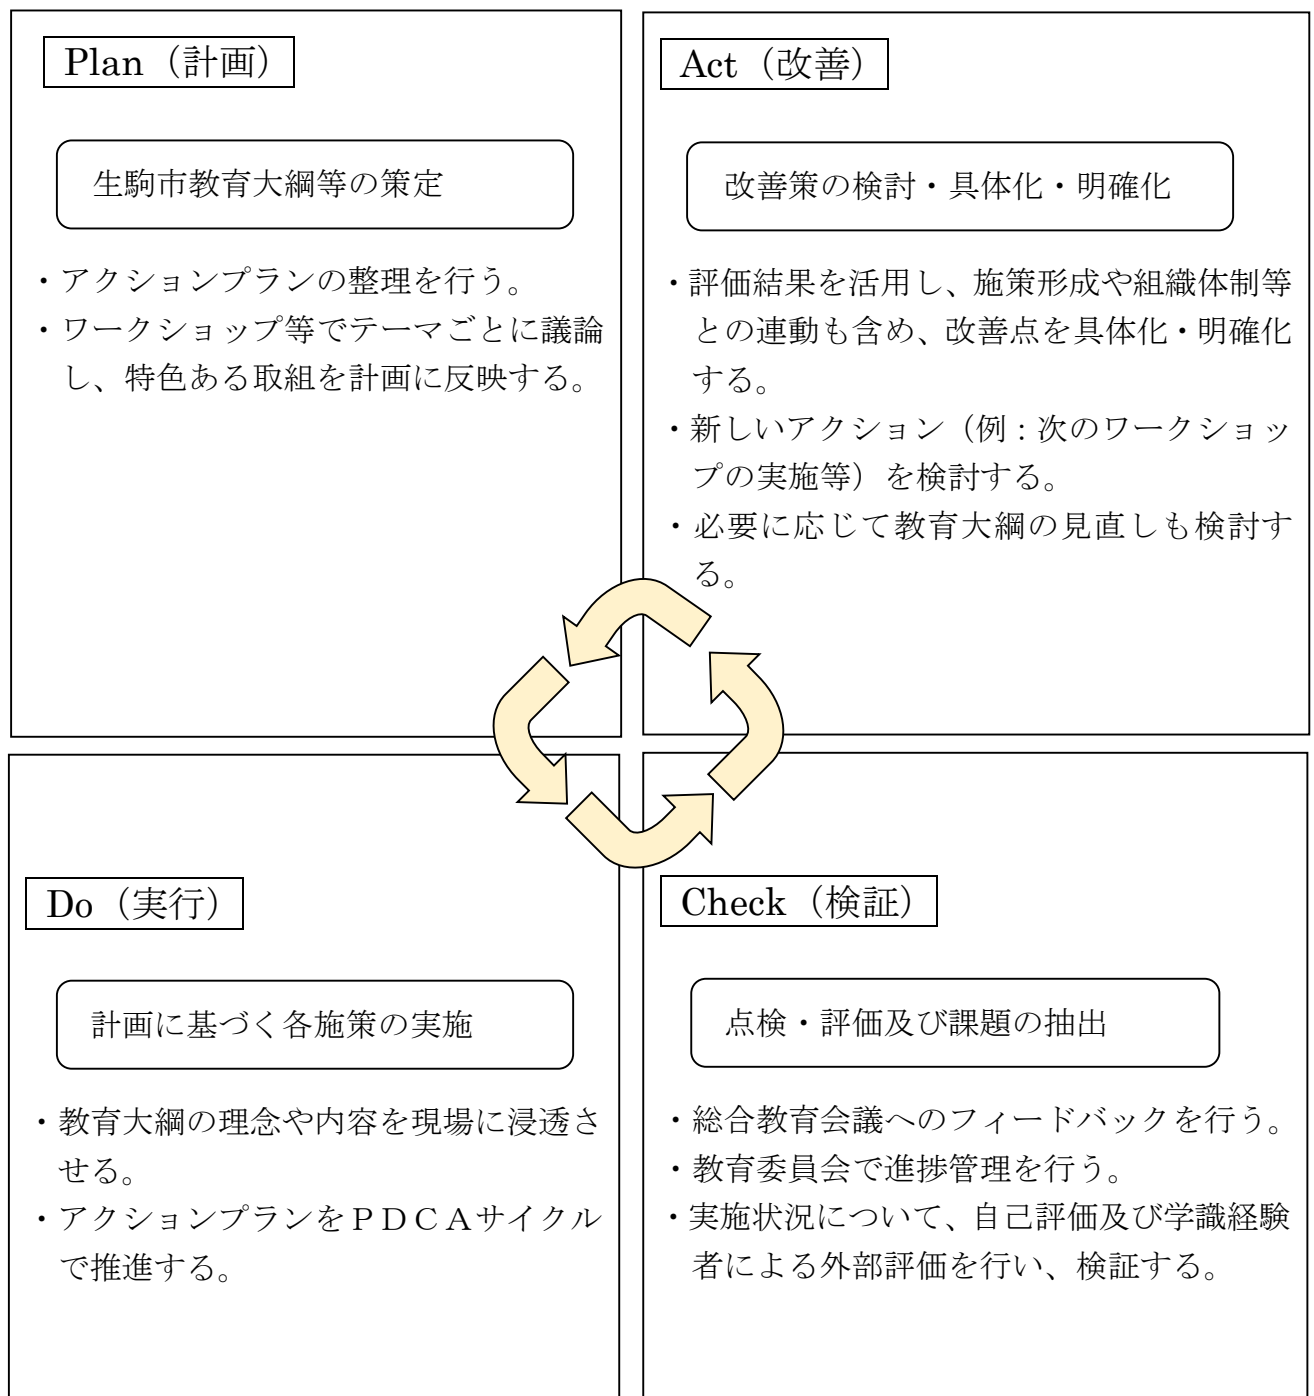 Plan（計画）
生駒市教育大綱等の策定
・アクションプランの整理を行う。
・ワークショップ等でテーマごとに議論
し、特色ある取組を計画に反映する。
Act（改善）
改善策の検討・具体化・明確化
・評価結果を活用し、施策形成や組織体制等
との連動も含め、改善点を具体化・明確化
する。
・新しいアクション（例：次のワークショッ
プの実施等）を検討する。
・必要に応じて教育大綱の見直しも検討す
る。
Do（実行）
計画に基づく各施策の実施
・教育大綱の理念や内容を現場に浸透さ
せる。
・アクションプランをＰＤＣＡサイクル
で推進する。
Check（検証）
点検・評価及び課題の抽出
・総合教育会議へのフィードバックを行う。
・教育委員会で進捗管理を行う。
・実施状況について、自己評価及び学識経験
者による外部評価を行い、検証する。